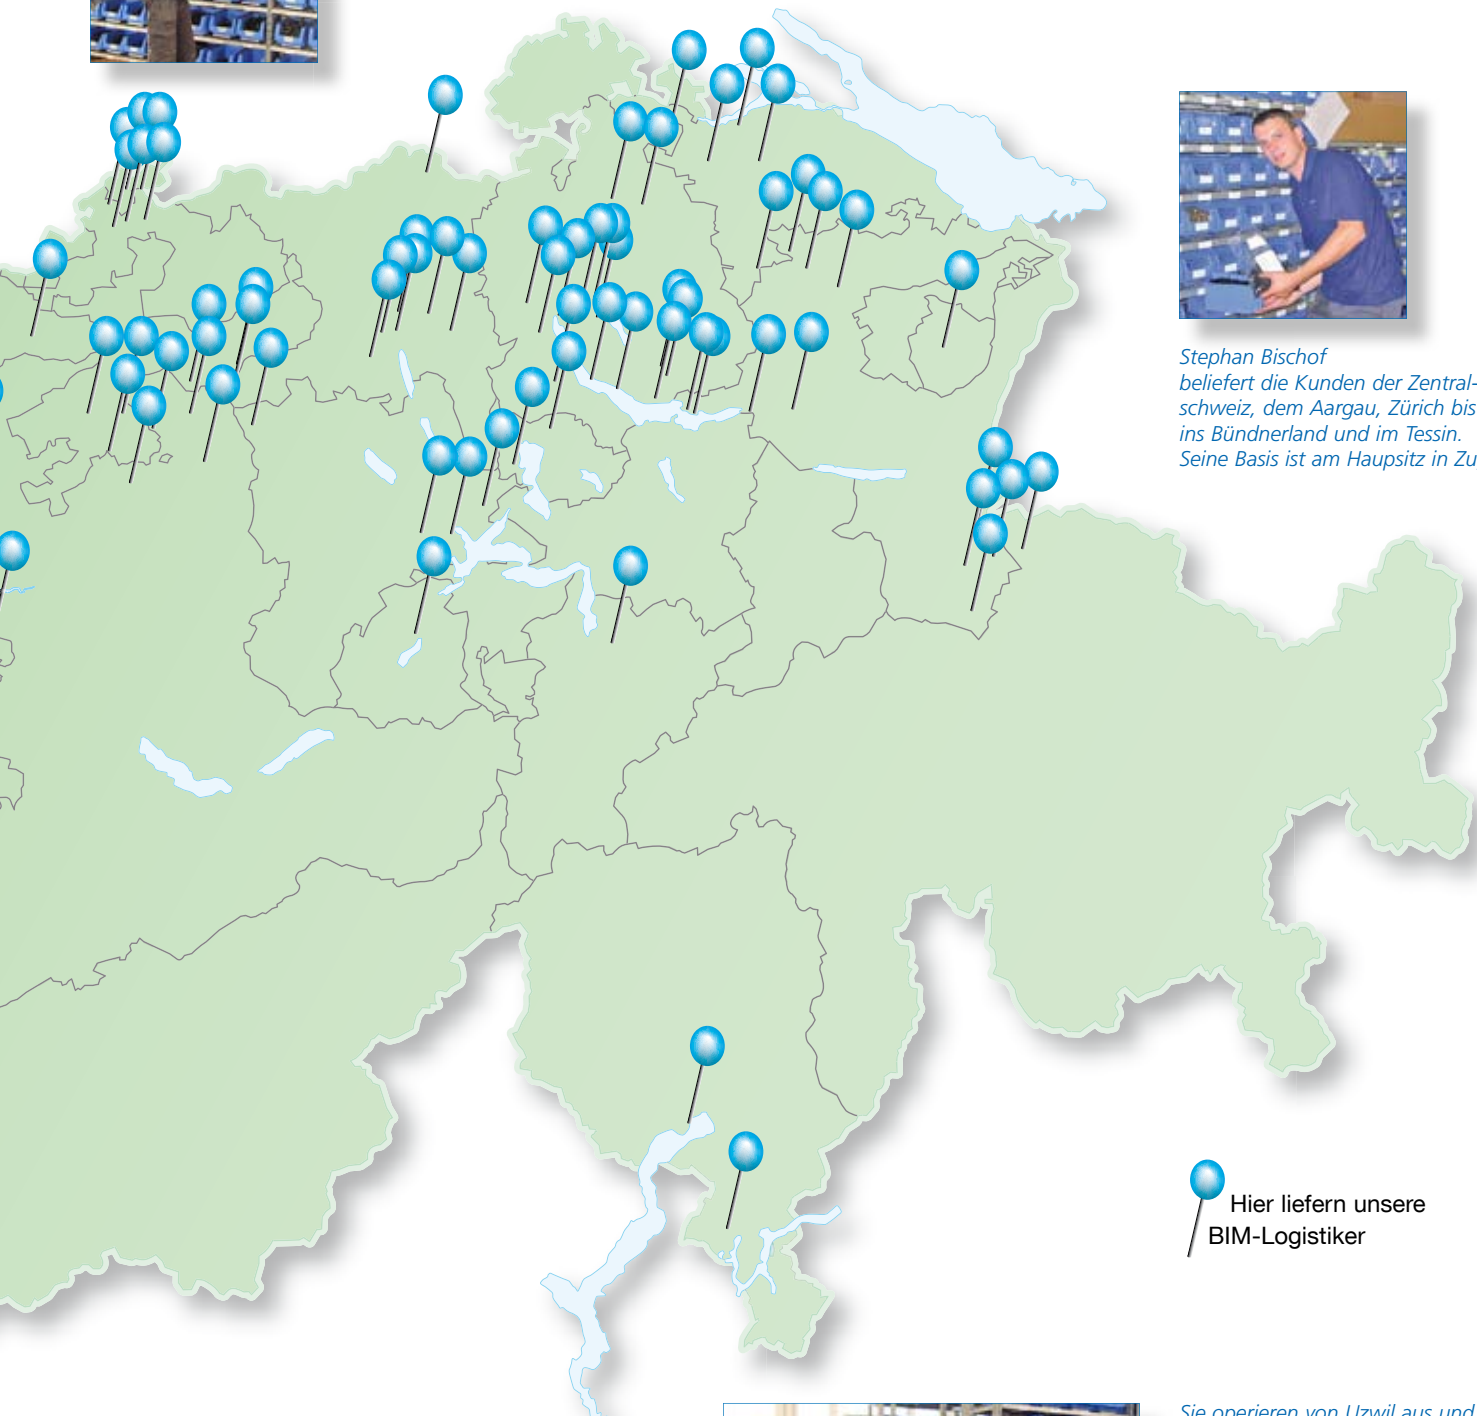 Stephan Bischof
beliefert die Kunden der Zentral-
schweiz, dem Aargau, Zürich bis
ins Bündnerland und im Tessin.
Seine Basis ist am Haupsitz in Zu
Hier liefern unsere
BIM-Logistiker
Sie operieren von Uzwil aus und